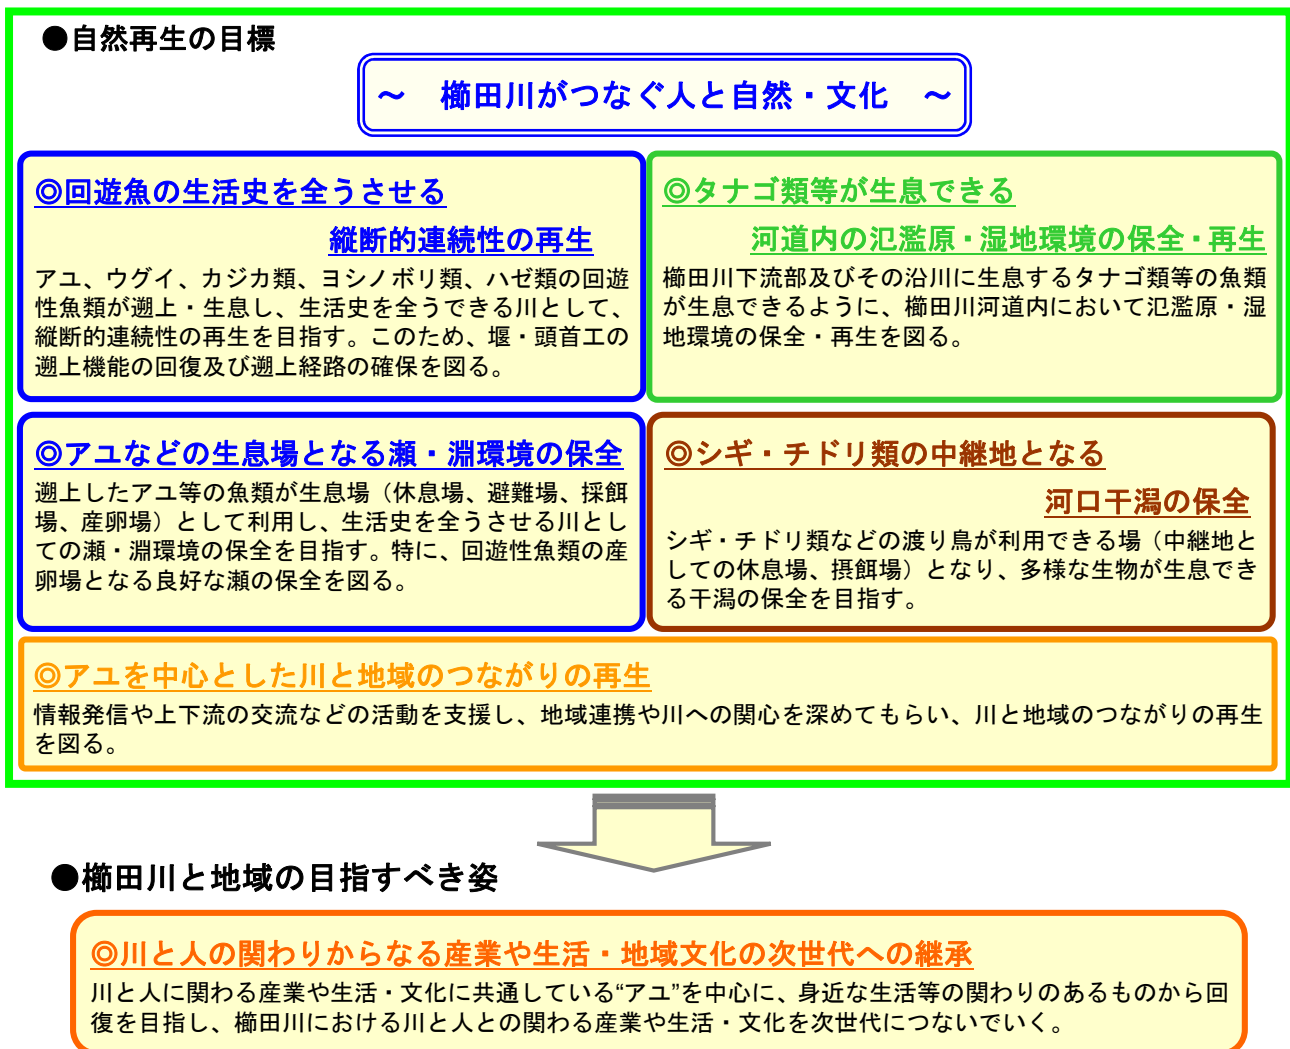 ●自然再生の目標
～　櫛田川がつなぐ人と自然・文化　～
◎回遊魚の生活史を全うさせる
縦断的連続性の再生
アユ、ウグイ、カジカ類、ヨシノボリ類、ハゼ類の回遊
性魚類が遡上・生息し、生活史を全うできる川として、
縦断的連続性の再生を目指す。このため、堰・頭首工の
遡上機能の回復及び遡上経路の確保を図る。
◎タナゴ類等が生息できる
河道内の氾濫原・湿地環境の保全・再生
櫛田川下流部及びその沿川に生息するタナゴ類等の魚類
が生息できるように、櫛田川河道内において氾濫原・湿
地環境の保全・再生を図る。
◎アユなどの生息場となる瀬・淵環境の保全
遡上したアユ等の魚類が生息場（休息場、避難場、採餌
場、産卵場）として利用し、生活史を全うさせる川とし
ての瀬・淵環境の保全を目指す。特に、回遊性魚類の産
卵場となる良好な瀬の保全を図る。
◎シギ・チドリ類の中継地となる
河口干潟の保全
シギ・チドリ類などの渡り鳥が利用できる場（中継地と
しての休息場、摂餌場）となり、多様な生物が生息でき
る干潟の保全を目指す。
◎アユを中心とした川と地域のつながりの再生
情報発信や上下流の交流などの活動を支援し、地域連携や川への関心を深めてもらい、川と地域のつながりの再生
を図る。
●櫛田川と地域の目指すべき姿
◎川と人の関わりからなる産業や生活・地域文化の次世代への継承
川と人に関わる産業や生活・文化に共通している“アユ”を中心に、身近な生活等の関わりのあるものから回
復を目指し、櫛田川における川と人との関わる産業や生活・文化を次世代につないでいく。